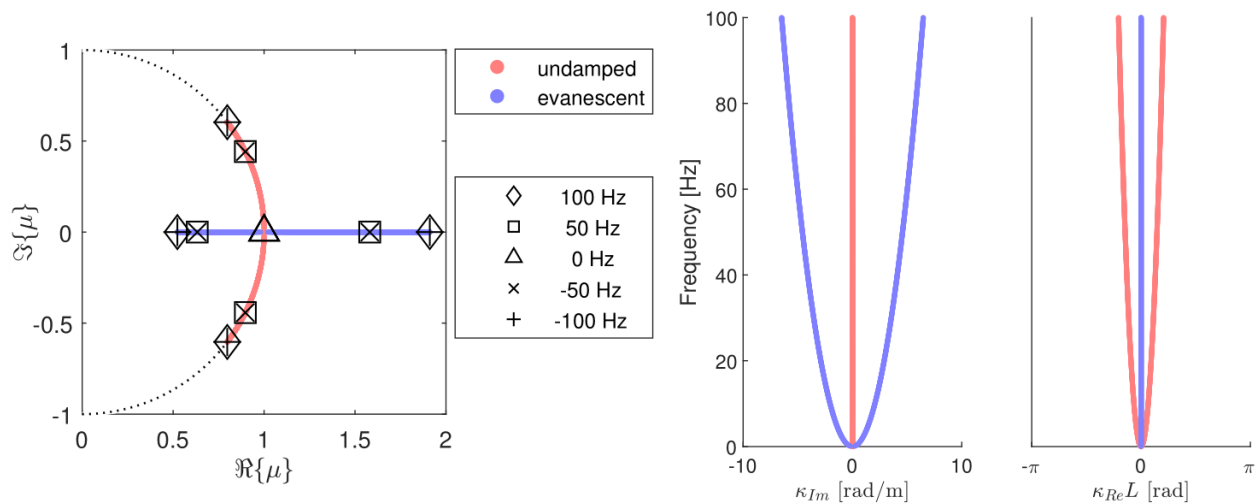 1
0.5
0
-0.5
-1
ℑ{μ}
0 0.5 1 1.5 2
ℜ{μ}
undamped
evanescent
100 Hz
50 Hz
0 Hz
-50 Hz
-100 Hz
100
80
60
40
20
0
Frequency [Hz]
-10 0 10
κ_Im [rad/m]
-π 0 π
κ_Re L [rad]